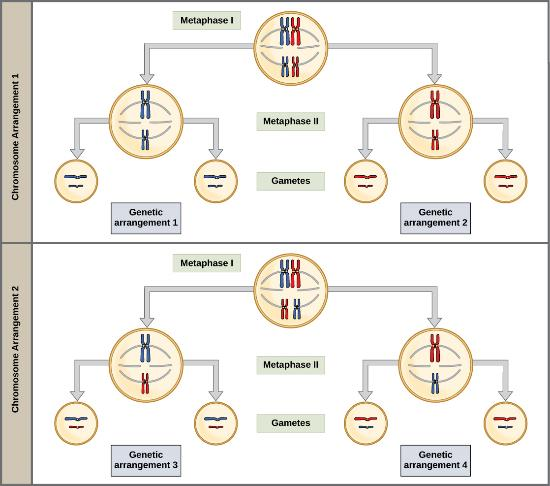 Chromosome Arrangement 1
Metaphase I
Metaphase II
Gametes
Genetic
arrangement 1
Genetic
arrangement 2
Chromosome Arrangement 2
Metaphase I
Metaphase II
Gametes
Genetic
arrangement 3
Genetic
arrangement 4